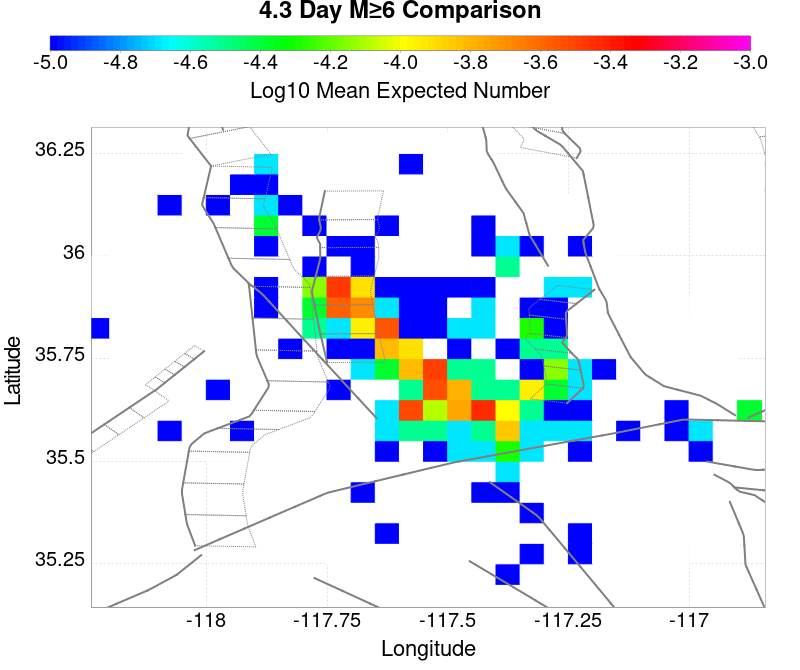 4.3 Day M≥6 Comparison
-5.0 -4.8 -4.6 -4.4 -4.2 -4.0 -3.8 -3.6 -3.4 -3.2 -3.0
Log10 Mean Expected Number
36.25
36
35.75
35.5
35.25
Latitude
-118 -117.75 -117.5 -117.25 -117
Longitude